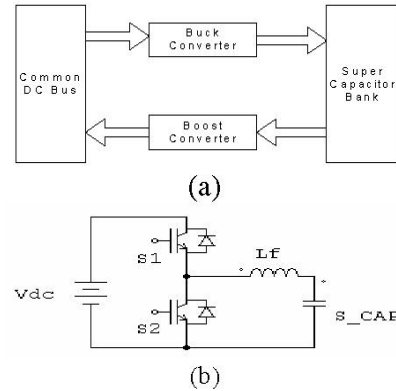 Buck
Converter
Common
DC Bus
Super
Capacitor
Bank
Boost
Converter
(a)
S1
Lf
Vdc
S2
S_CAP
(b)